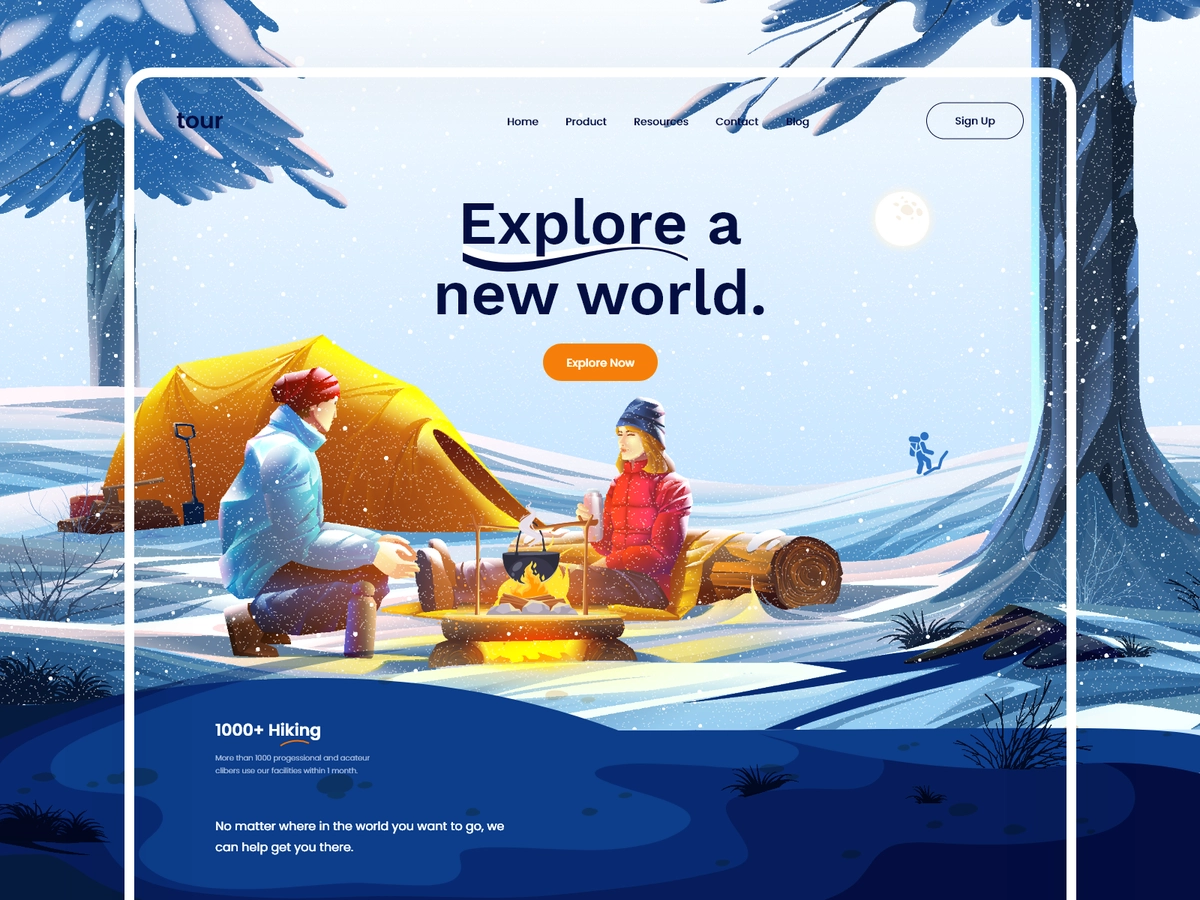 tour
Home Product Resources Contact Blog
Sign Up
Explore a
new world.
Explore Now
1000+ Hiking
More than 1000 progessional and acateur
clibers use our facilities within 1 month.
No matter where in the world you want to go, we
can help get you there.